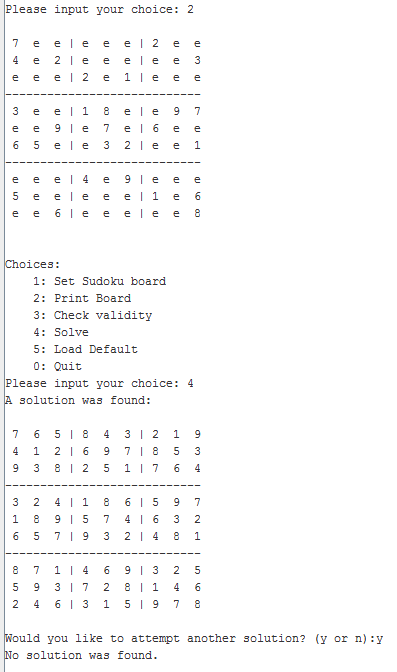 Please input your choice: 2
7 e e | e e e | 2 e e
4 e 2 | e e e | e e 3
e e e | 2 e 1 | e e e
------------------------------
3 e e | 1 8 e | e 9 7
e e 9 | e 7 e | 6 e e
6 5 e | e 3 2 | e e 1
------------------------------
e e e | 4 e 9 | e e e
5 e e | e e e | 1 e 6
e e 6 | e e e | e e 8
Choices:
1: Set Sudoku board
2: Print Board
3: Check validity
4: Solve
5: Load Default
0: Quit
Please input your choice: 4
A solution was found:
7 6 5 | 8 4 3 | 2 1 9
4 1 2 | 6 9 7 | 8 5 3
9 3 8 | 2 5 1 | 7 6 4
------------------------------
3 2 4 | 1 8 6 | 5 9 7
1 8 9 | 5 7 4 | 6 3 2
6 5 7 | 9 3 2 | 4 8 1
------------------------------
8 7 1 | 4 6 9 | 3 2 5
5 9 3 | 7 2 8 | 1 4 6
2 4 6 | 3 1 5 | 9 7 8
Would you like to attempt another solution? (y or n):y
No solution was found.